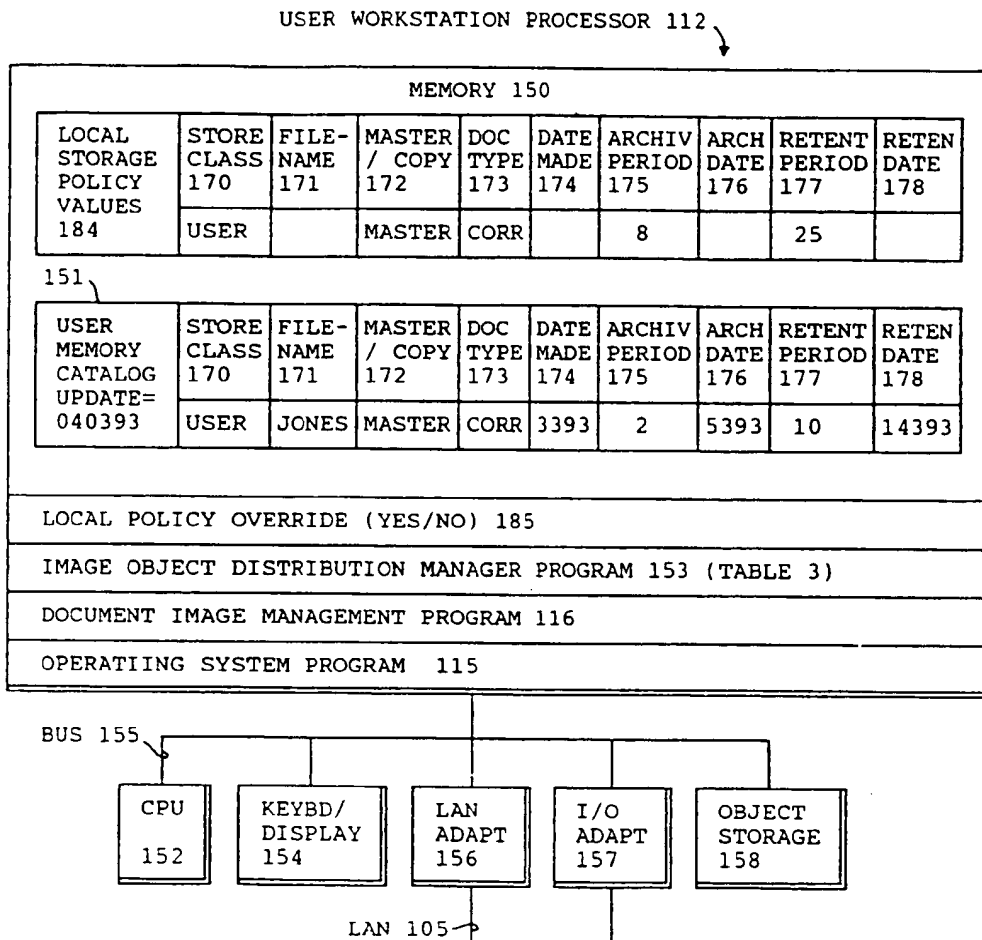 USER WORKSTATION PROCESSOR 112
MEMORY 150
LOCAL STORAGE POLICY VALUES 184
STORE CLASS 170
FILE- NAME 171
MASTER / COPY 172
DOC TYPE 173
DATE MADE 174
ARCHIV PERIOD 175
ARCH DATE 176
RETENT PERIOD 177
RETEN DATE 178
USER MASTER CORR 8 25
151
USER MEMORY CATALOG UPDATE= 040393
STORE CLASS 170
FILE- NAME 171
MASTER / COPY 172
DOC TYPE 173
DATE MADE 174
ARCHIV PERIOD 175
ARCH DATE 176
RETENT PERIOD 177
RETEN DATE 178
USER JONES MASTER CORR 3393 2 5393 10 14393
LOCAL POLICY OVERRIDE (YES/NO) 185
IMAGE OBJECT DISTRIBUTION MANAGER PROGRAM 153 (TABLE 3)
DOCUMENT IMAGE MANAGEMENT PROGRAM 116
OPERATIING SYSTEM PROGRAM 115
BUS 155
CPU 152
KEYBD/ DISPLAY 154
LAN ADAPT 156
I/O ADAPT 157
OBJECT STORAGE 158
LAN 105